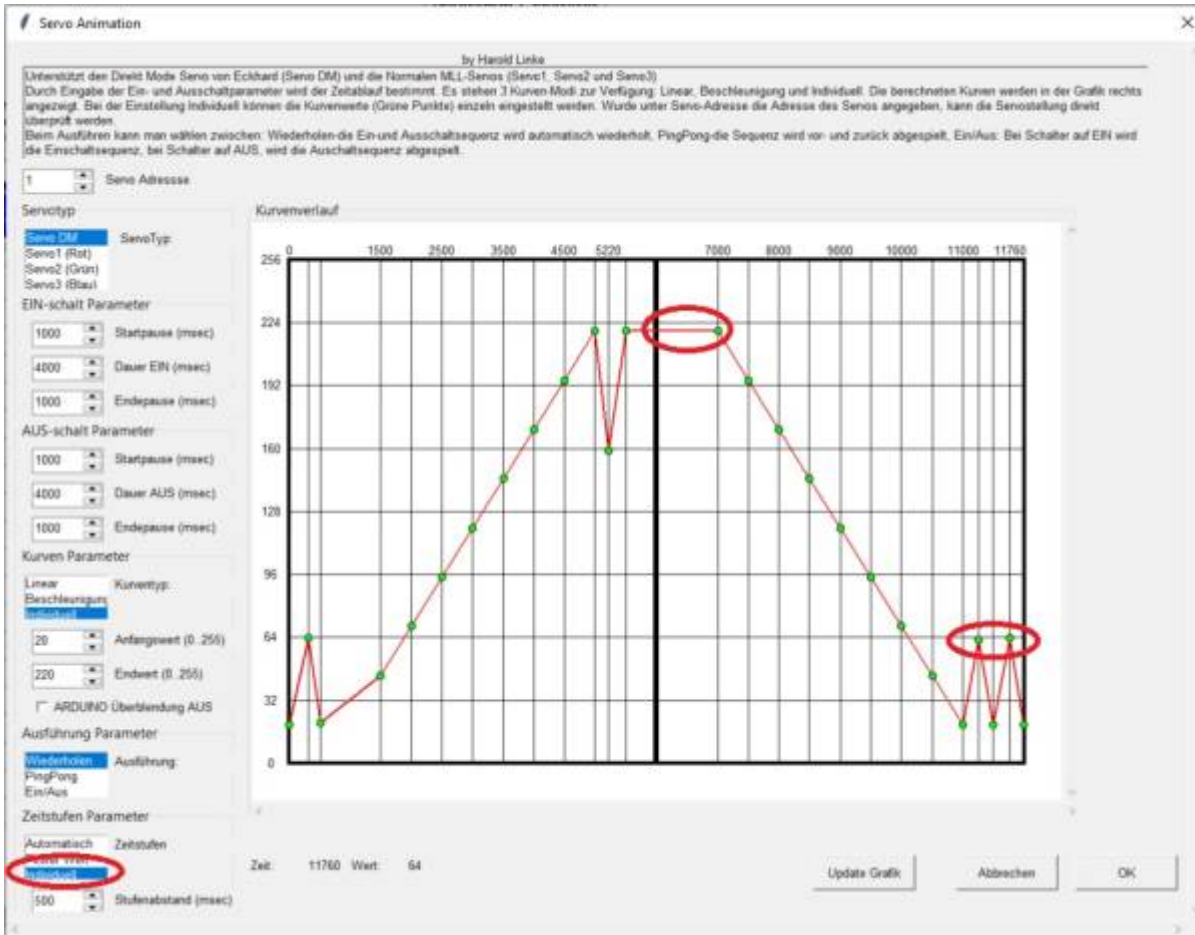 Servo Animation
by Harold Linke
Unterstützt den Direkt Mode Servo von Eckhard (Servo DM) und die Normalen MLL-Servos (Servo1, Servo2 und Servo3)
Durch Eingabe der Ein- und Ausschaltparameter wird der Zeitablauf bestimmt. Es stehen 3 Kurven-Modi zur Verfügung: Linear, Beschleunigung und Individuell. Die berechneten Kurven werden in der Grafik rechts
angezeigt. Bei der Einstellung Individuell können die Kurvenwerte (Grüne Punkte) einzeln eingestellt werden. Wurde unter Servo-Adresse die Adresse des Servos angegeben, kann die Servostellung direkt
überprüft werden.
Beim Ausführen kann man wählen zwischen: Wiederholen-die Ein-und Ausschaltsequenz wird automatisch wiederholt, PingPong-die Sequenz wird vor- und zurück abgespielt, Ein/Aus: Bei Schalter auf EIN wird
die Einschaltsequenz, bei Schalter auf AUS, wird die Auschaltsequenz abgespielt.
1 Servo Adressse
Servotyp
Servo DM ServoTyp:
Servo1 (Rot)
Servo2 (Grün)
Servo3 (Blau)
EIN-schalt Parameter
1000 Startpause (msec)
4000 Dauer EIN (msec)
1000 Endepause (msec)
AUS-schalt Parameter
1000 Startpause (msec)
4000 Dauer AUS (msec)
1000 Endepause (msec)
Kurven Parameter
Linear Kurventyp:
Beschleunigung
Individuell
20 Anfangswert (0..255)
220 Endwert (0..255)
ARDUINO Überblendung AUS
Ausführung Parameter
Wiederholen Ausführung:
PingPong
Ein/Aus
Zeitstufen Parameter
Automatisch Zeitstufen
Individuell
500 Stufenabstand (msec)
Kurvenverlauf
0 1500 2500 3500 4500 5220 7000 8000 9000 10000 11000 11760
256
224
192
160
128
96
64
32
0
Zeit: 11760 Wert: 64
Update Grafik Abbrechen OK